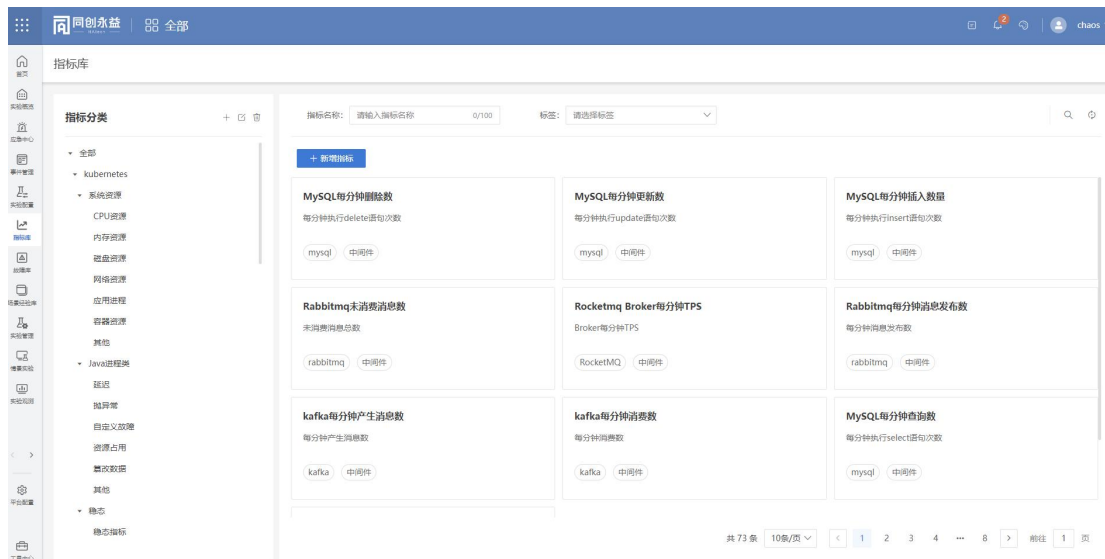 同创永益
全部
2
chaos
首页
实验概览
应急中心
事件管理
实验配置
指标库
故障库
场景经验库
实验管理
场景实验
实验观测
平台配置
工具中心
指标库
指标分类
全部
kubernetes
系统资源
CPU资源
内存资源
磁盘资源
网络资源
应用进程
容器资源
其他
Java进程类
延迟
抛异常
自定义故障
资源占用
篡改数据
其他
稳态
稳态指标
指标名称: 请输入指标名称 0/100 标签: 请选择标签
+ 新增指标
MySQL每分钟删除数
每分钟执行delete语句次数
mysql 中间件
MySQL每分钟更新数
每分钟执行update语句次数
mysql 中间件
MySQL每分钟插入数量
每分钟执行insert语句次数
mysql 中间件
Rabbitmq未消费消息数
未消费消息总数
rabbitmq 中间件
Rocketmq Broker每分钟TPS
Broker每分钟TPS
RocketMQ 中间件
Rabbitmq每分钟消息发布数
每分钟消息发布数
rabbitmq 中间件
kafka每分钟产生消息数
每分钟产生消息数
kafka 中间件
kafka每分钟消费数
每分钟消费数
kafka 中间件
MySQL每分钟查询数
每分钟执行select语句次数
mysql 中间件
共 73 条 10条/页 < 1 2 3 4 ••• 8 > 前往 1 页